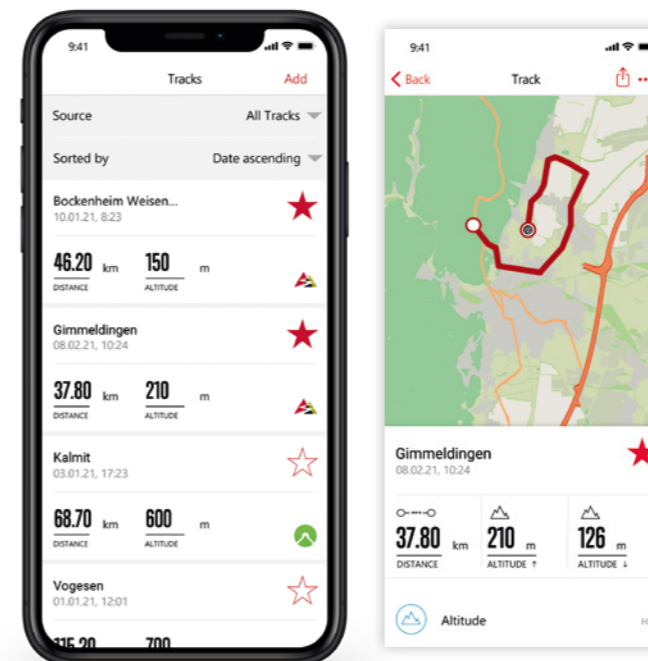 9:41
Tracks
Add
Source
All Tracks
Sorted by
Date ascending
Bockenheim Weisen...
10.01.21, 8:23
46.20 km 150 m
DISTANCE ALTITUDE
Gimmeldingen
08.02.21, 10:24
37.80 km 210 m
DISTANCE ALTITUDE
Kalmit
03.01.21, 17:23
68.70 km 600 m
DISTANCE ALTITUDE
Vogesen
01.01.21, 12:01
115.20 700
9:41
Back
Track
Gimmeldingen
08.02.21, 10:24
37.80 km 210 m 126 m
DISTANCE ALTITUDE ↑ ALTITUDE ↓
Altitude